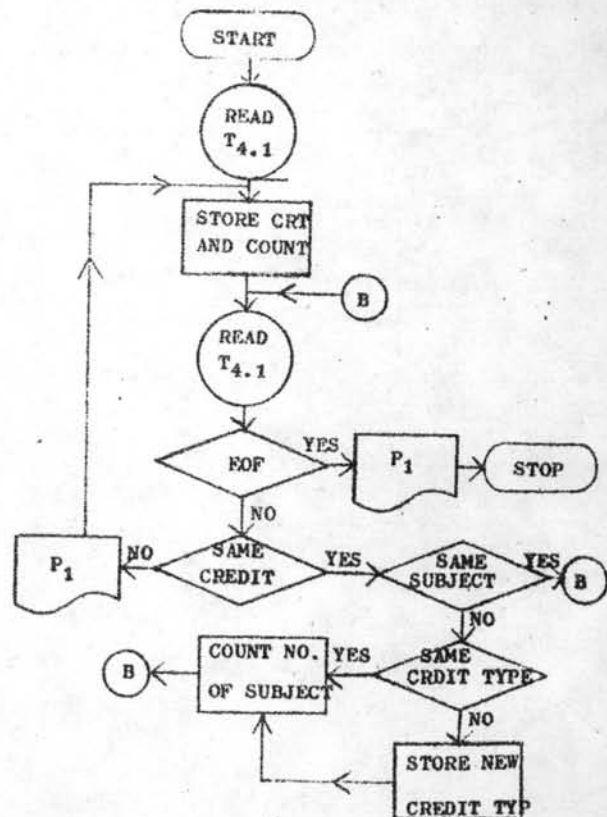 START
READ
T4.1
STORE CRT
AND COUNT
B
READ
T4.1
EOF
YES
P1
STOP
NO
SAME
CREDIT
NO
P1
YES
SAME
SUBJECT
YES
B
NO
SAME
CRDIT TYPE
YES
COUNT NO.
OF SUBJECT
B
NO
STORE NEW
CREDIT TYP